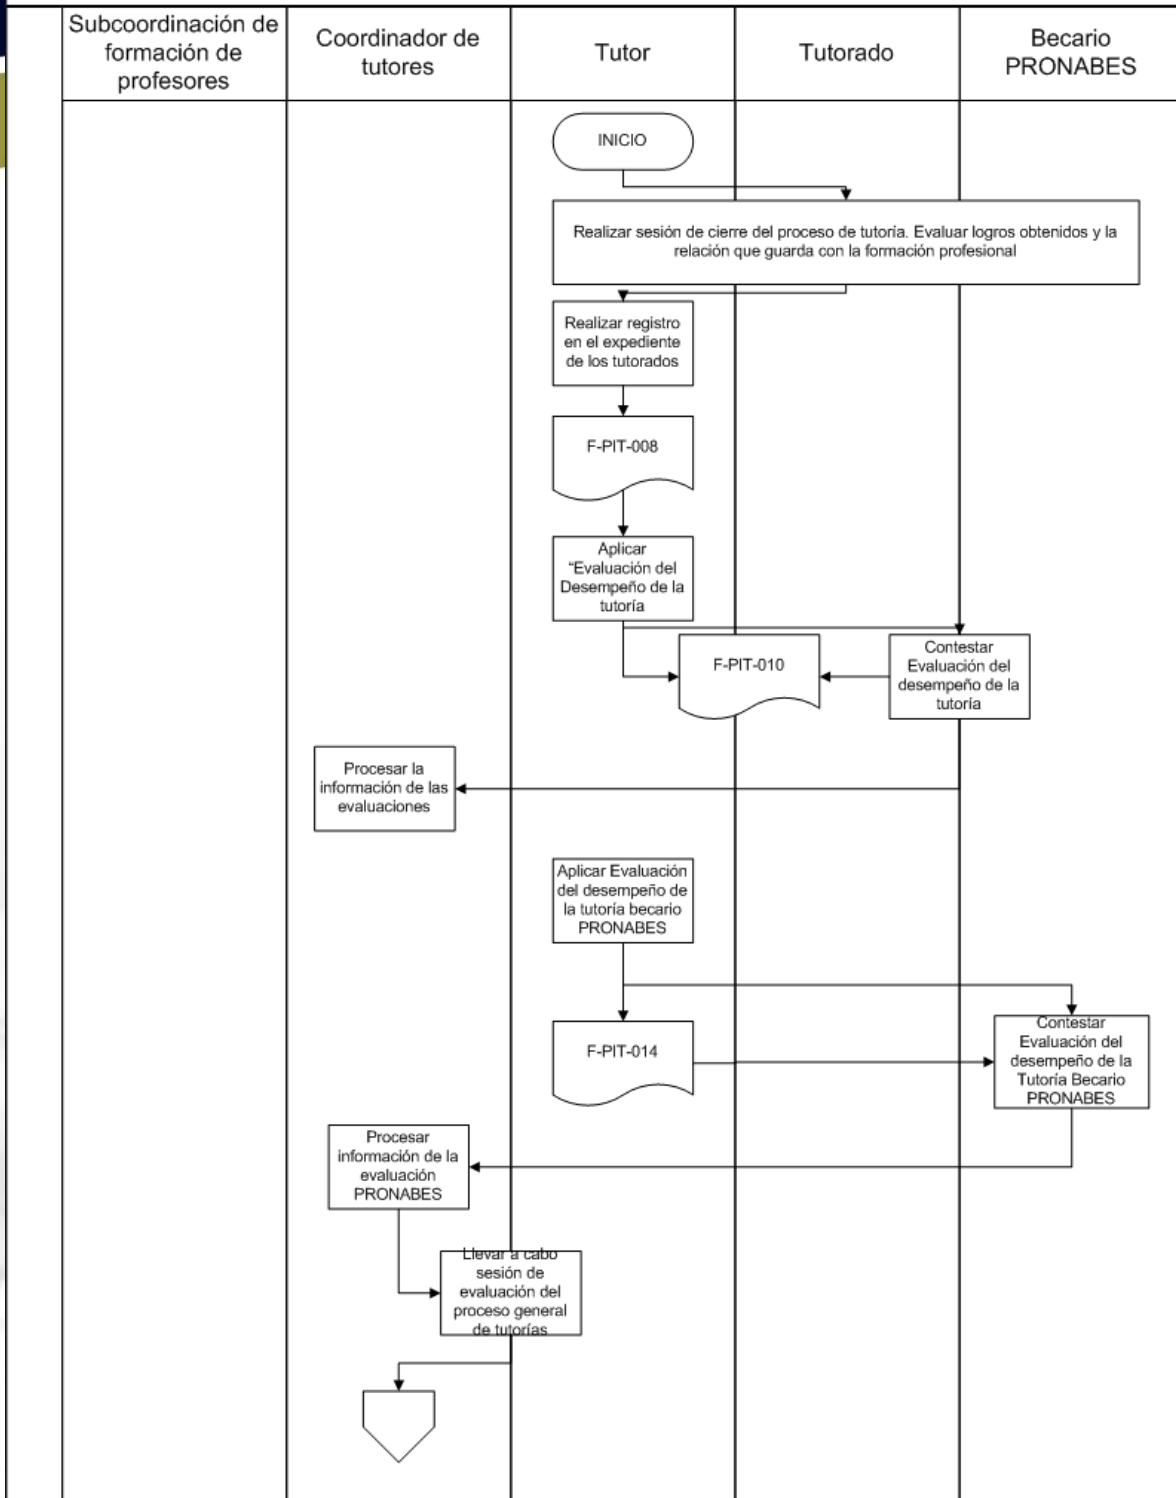 Subcoordinación de
formación de
profesores
Coordinador de
tutores
Tutor
Tutorado
Becario
PRONABES
INICIO
Realizar sesión de cierre del proceso de tutoría. Evaluar logros obtenidos y la
relación que guarda con la formación profesional
Realizar registro
en el expediente
de los tutorados
F-PIT-008
Aplicar
“Evaluación del
Desempeño de la
tutoría
F-PIT-010
Contestar
Evaluación del
desempeño de la
tutoría
Procesar la
información de las
evaluaciones
Aplicar Evaluación
del desempeño de
la tutoría becario
PRONABES
F-PIT-014
Contestar
Evaluación del
desempeño de la
Tutoría Becario
PRONABES
Procesar
información de la
evaluación
PRONABES
Llevar a cabo
sesión de
evaluación del
proceso general
de tutorías